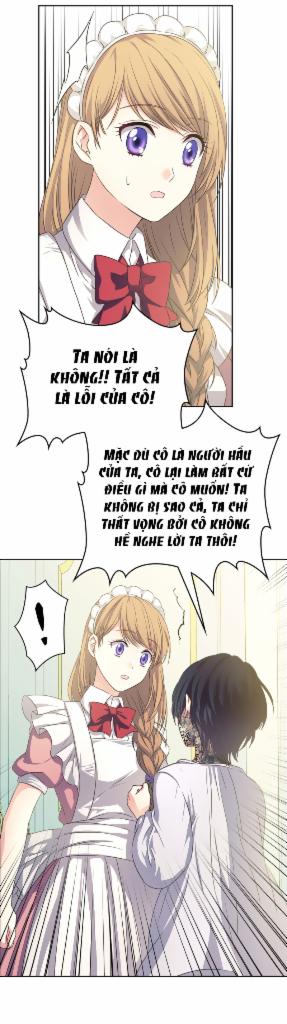 TA NÓI LÀ
KHÔNG!! TẤT CẢ
LÀ LỖI CỦA CÔ!
MẶC DÙ CÔ LÀ NGƯỜI HẦU
CỦA TA, CÔ LẠI LÀM BẤT CỨ
ĐIỀU GÌ MÀ CÔ MUỐN! TA
KHÔNG BỊ SAO CẢ, TA CHỈ
THẤT VỌNG BỞI CÔ KHÔNG
HỀ NGHE LỜI TA THÔI!
!